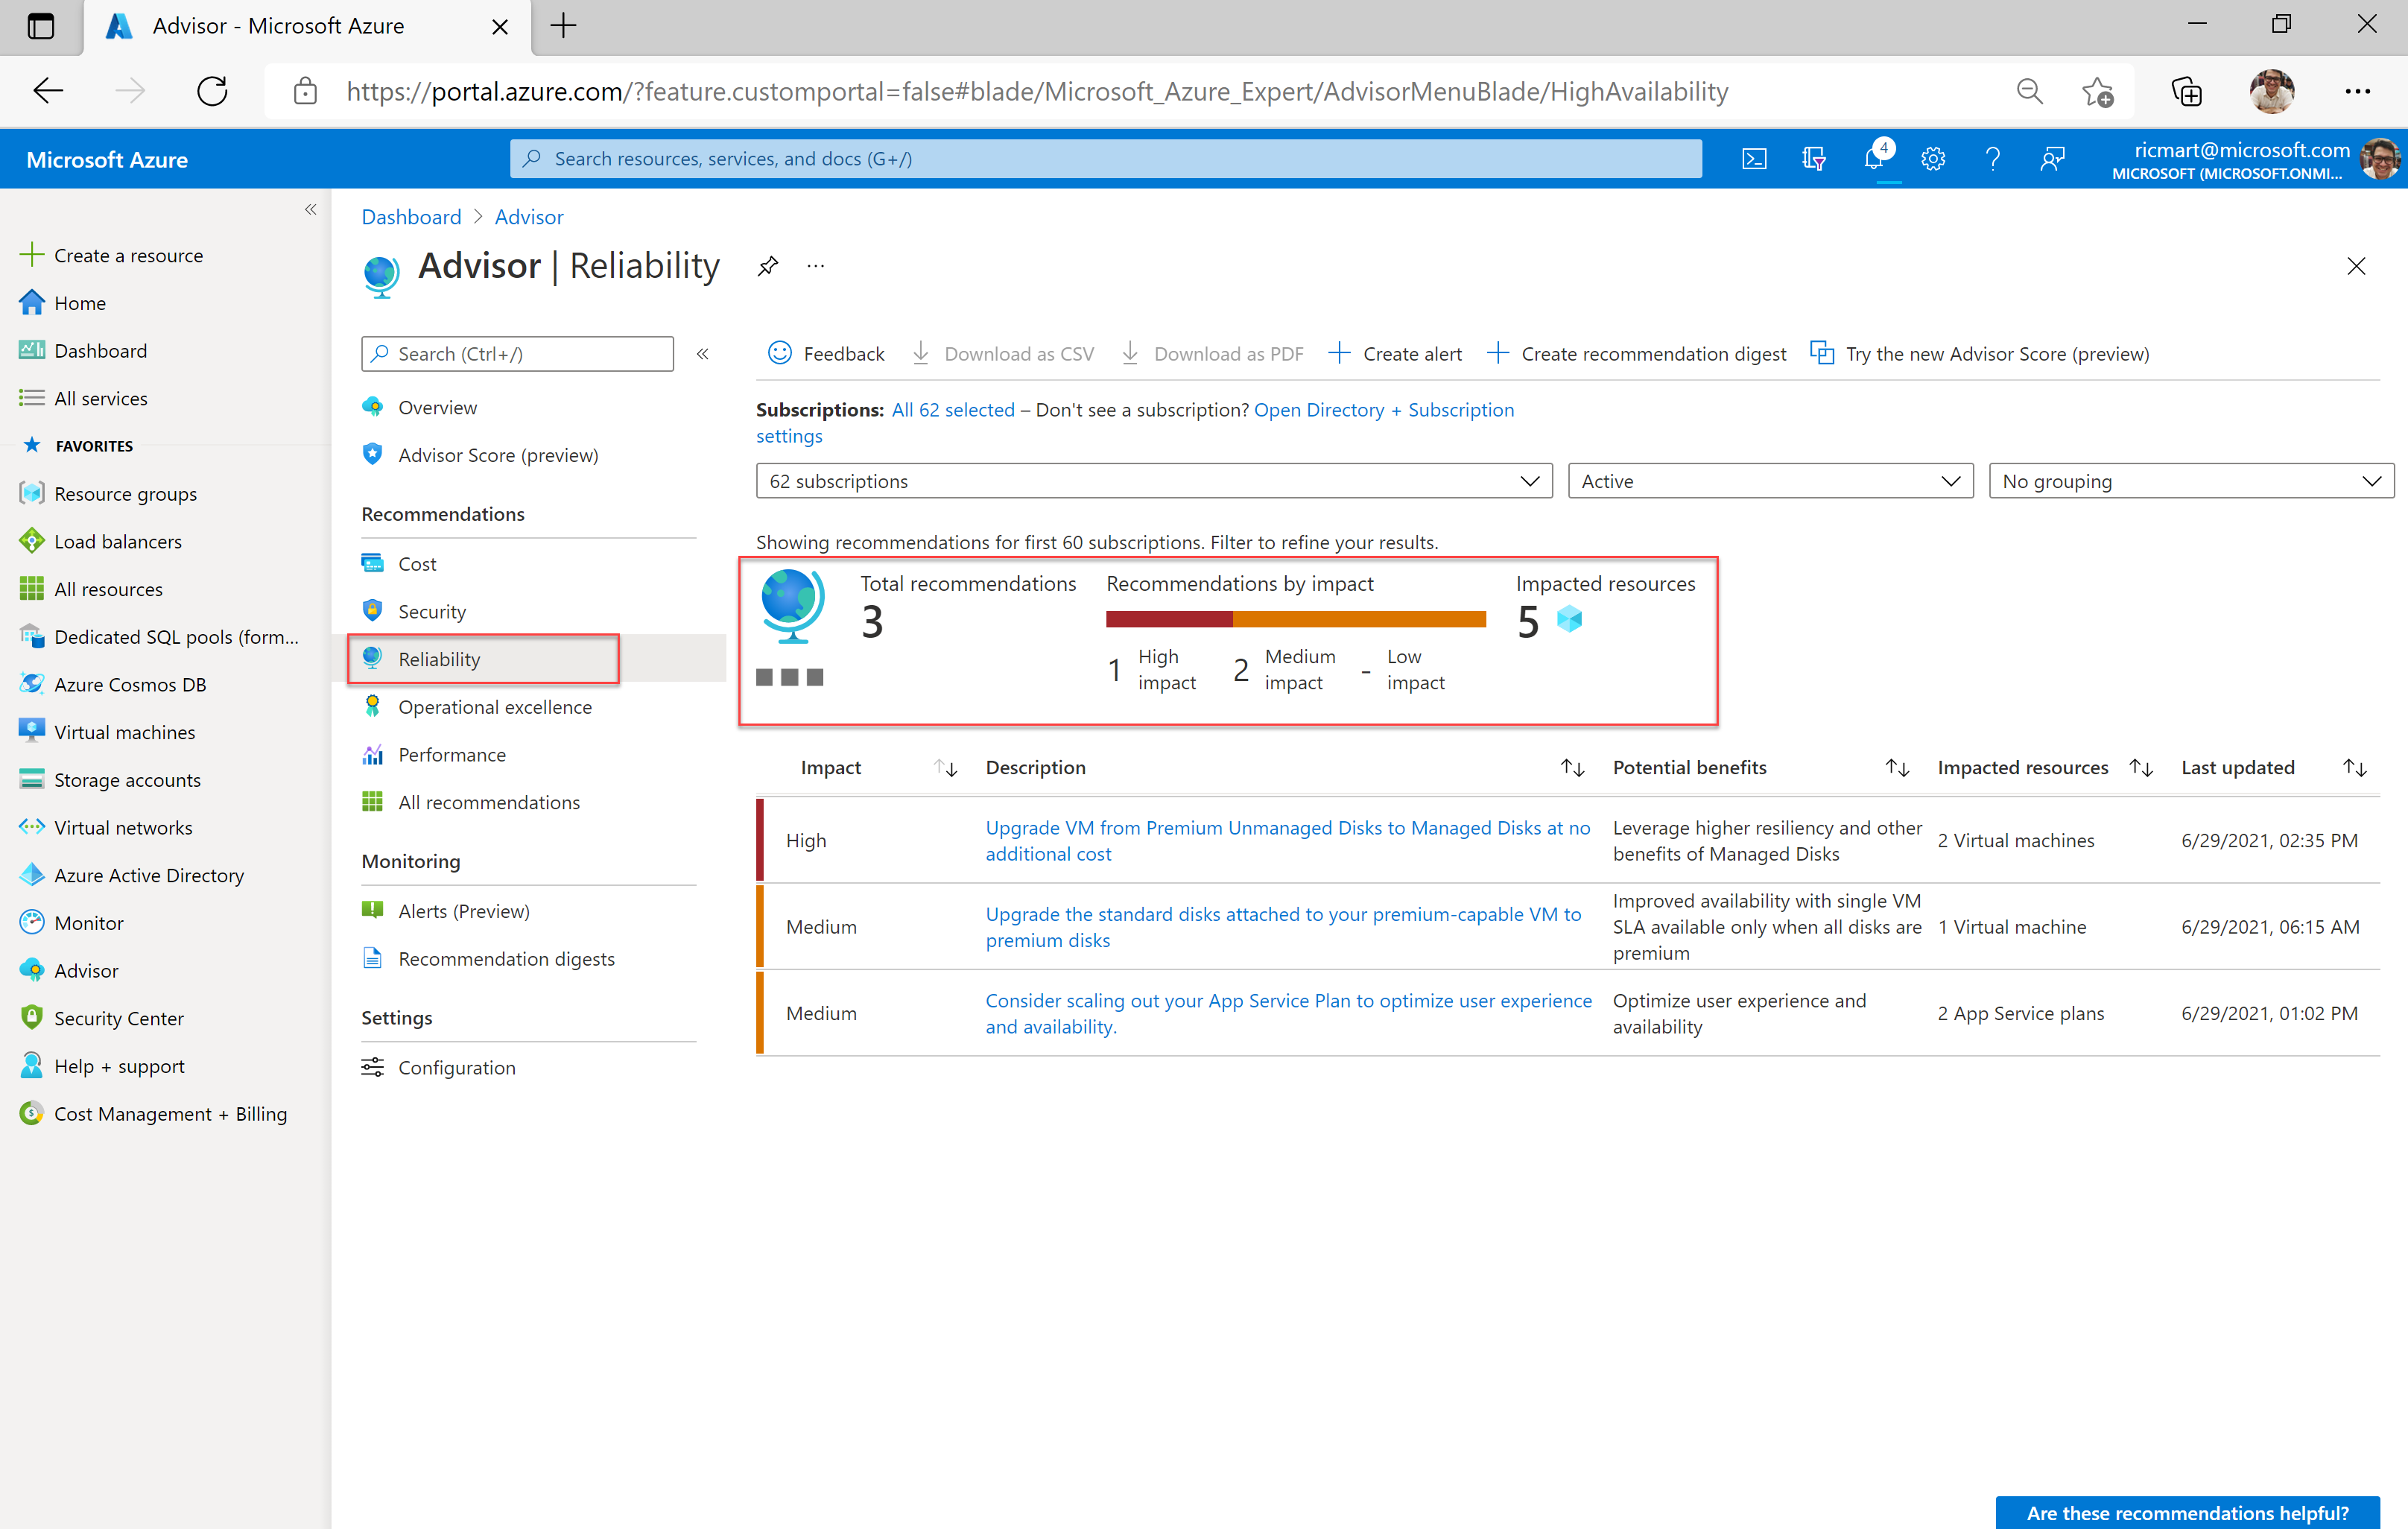 Advisor - Microsoft Azure
https://portal.azure.com/?feature.customportal=false#blade/Microsoft_Azure_Expert/AdvisorMenuBlade/HighAvailability
Microsoft Azure
Search resources, services, and docs (G+/)
4
ricmart@microsoft.com
MICROSOFT (MICROSOFT.ONMI...
Create a resource
Home
Dashboard
All services
FAVORITES
Resource groups
Load balancers
All resources
Dedicated SQL pools (form...
Azure Cosmos DB
Virtual machines
Storage accounts
Virtual networks
Azure Active Directory
Monitor
Advisor
Security Center
Help + support
Cost Management + Billing
Dashboard > Advisor
Advisor | Reliability
Search (Ctrl+/)
Overview
Advisor Score (preview)
Recommendations
Cost
Security
Reliability
Operational excellence
Performance
All recommendations
Monitoring
Alerts (Preview)
Recommendation digests
Settings
Configuration
Feedback Download as CSV Download as PDF Create alert Create recommendation digest Try the new Advisor Score (preview)
Subscriptions: All 62 selected – Don't see a subscription? Open Directory + Subscription
settings
62 subscriptions Active No grouping
Showing recommendations for first 60 subscriptions. Filter to refine your results.
Total recommendations
3
Recommendations by impact
1 High
impact
2 Medium
impact
- Low
impact
Impacted resources
5
Impact Description Potential benefits Impacted resources Last updated
High
Upgrade VM from Premium Unmanaged Disks to Managed Disks at no
additional cost
Leverage higher resiliency and other
benefits of Managed Disks
2 Virtual machines
6/29/2021, 02:35 PM
Medium
Upgrade the standard disks attached to your premium-capable VM to
premium disks
Improved availability with single VM
SLA available only when all disks are
premium
1 Virtual machine
6/29/2021, 06:15 AM
Medium
Consider scaling out your App Service Plan to optimize user experience
and availability.
Optimize user experience and
availability
2 App Service plans
6/29/2021, 01:02 PM
Are these recommendations helpful?